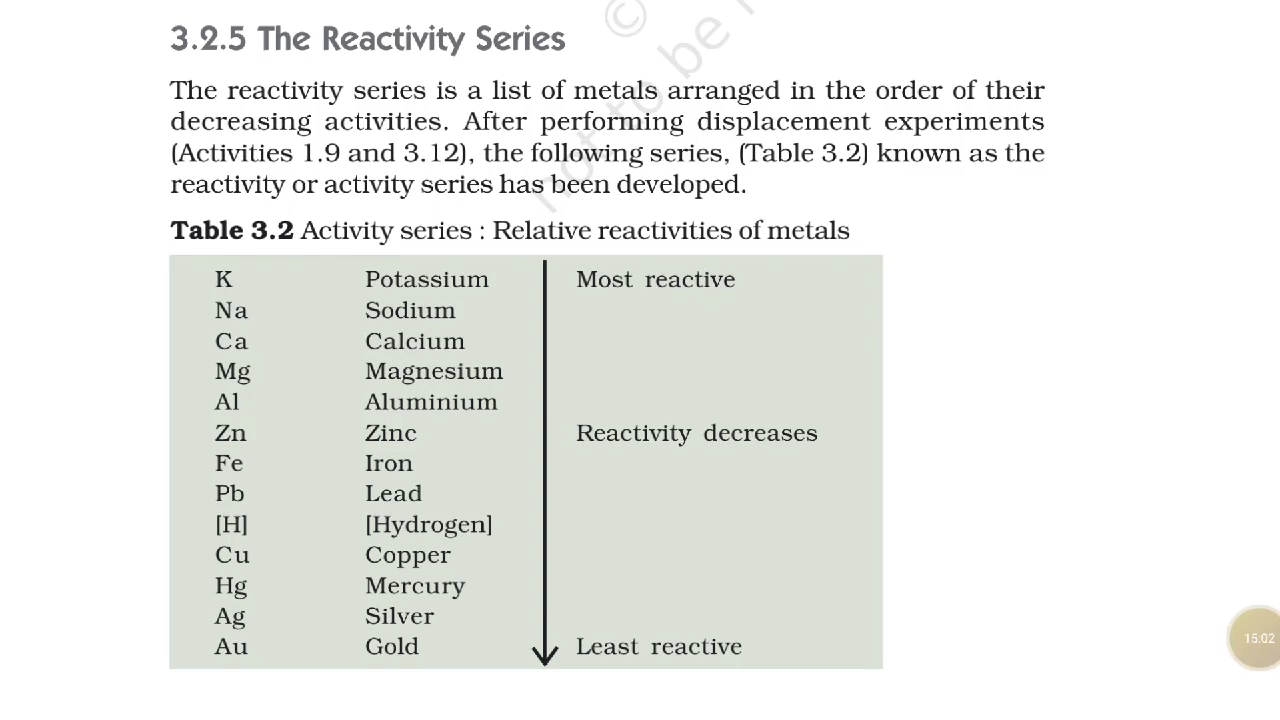 ©
not to be r
3.2.5 The Reactivity Series
The reactivity series is a list of metals arranged in the order of their
decreasing activities. After performing displacement experiments
(Activities 1.9 and 3.12), the following series, (Table 3.2) known as the
reactivity or activity series has been developed.
Table 3.2 Activity series : Relative reactivities of metals
K Potassium Most reactive
Na Sodium
Ca Calcium
Mg Magnesium
Al Aluminium
Zn Zinc Reactivity decreases
Fe Iron
Pb Lead
[H] [Hydrogen]
Cu Copper
Hg Mercury
Ag Silver
Au Gold Least reactive
15:02